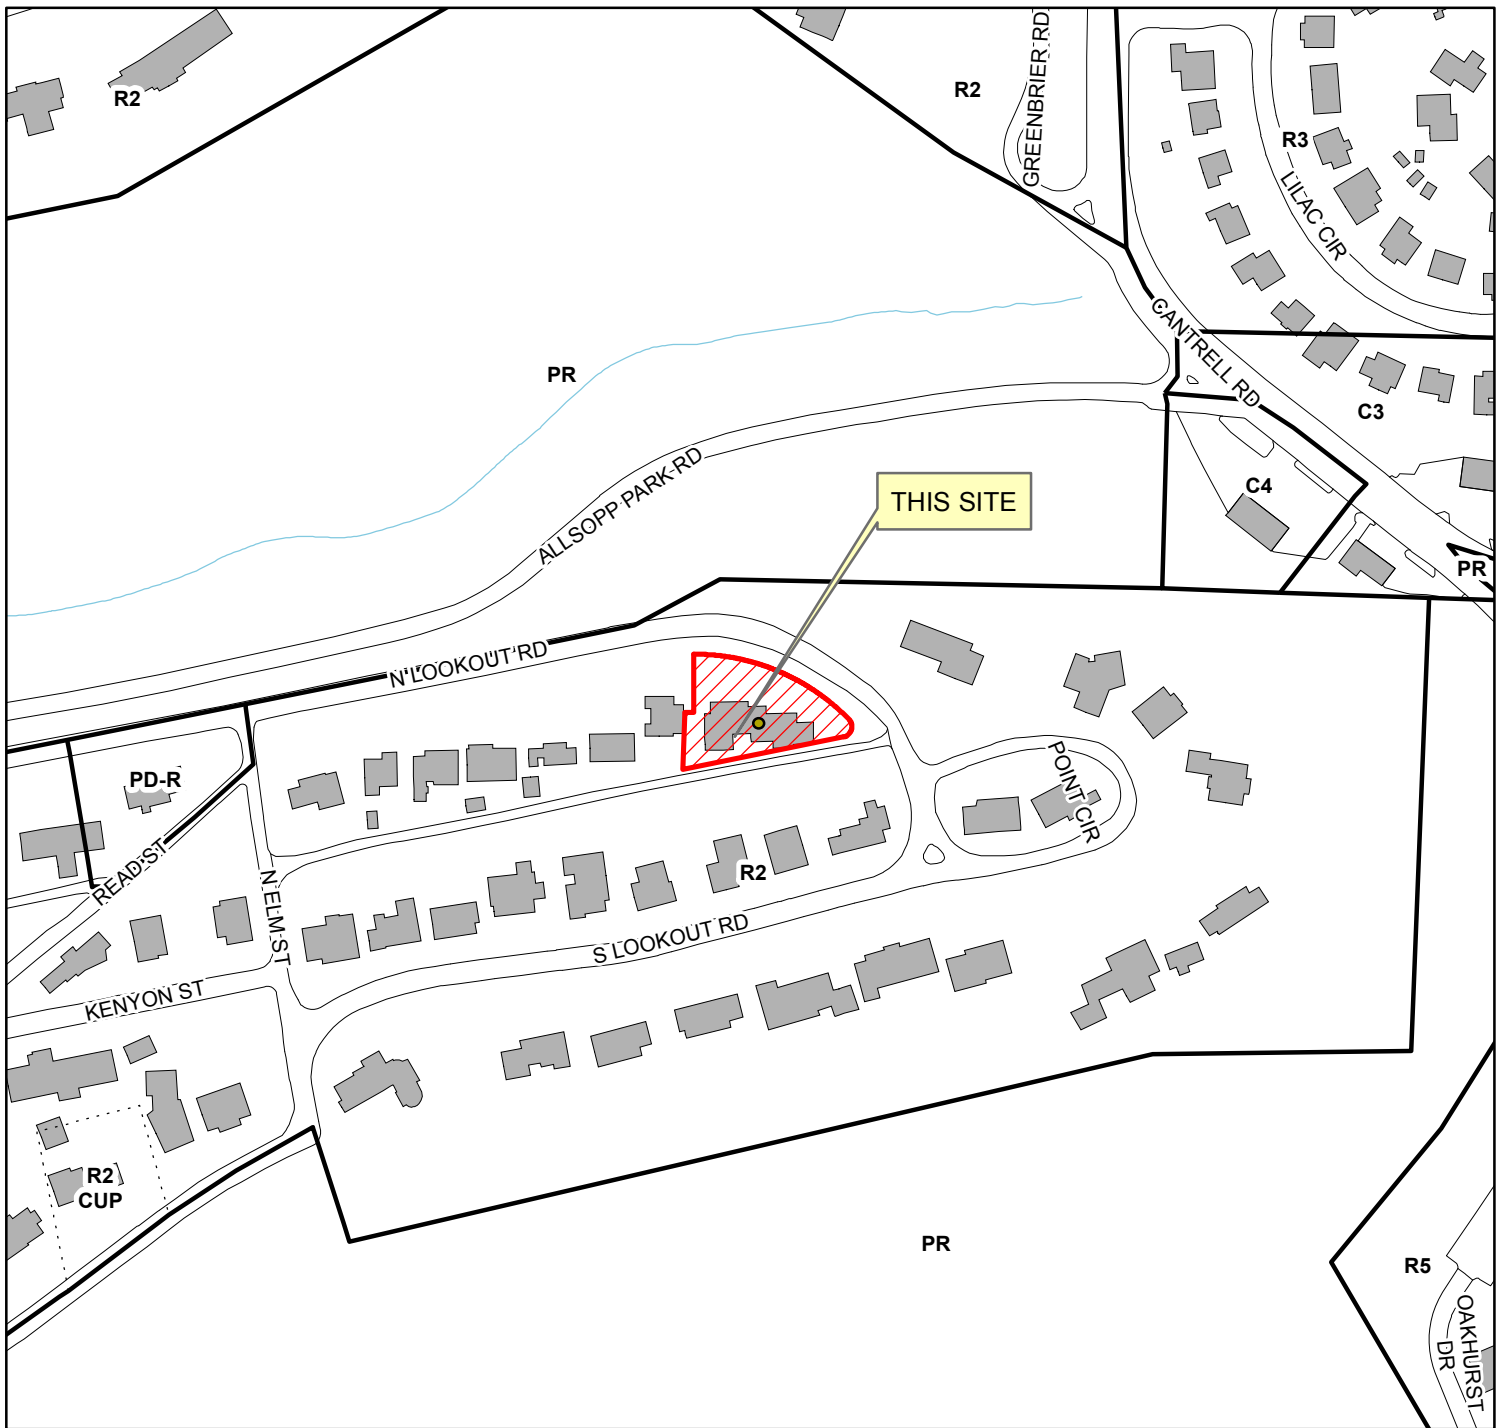 GREENBRIER RD
R2
R2
R3
LILAC CIR
CANTRELL RD
PR
C3
ALLSOPP PARK RD
C4
THIS SITE
PR
N LOOKOUT RD
POINT CIR
PD-R
READ ST
R2
N ELM ST
S LOOKOUT RD
KENYON ST
R2
CUP
PR
R5
OAKHURST
DR